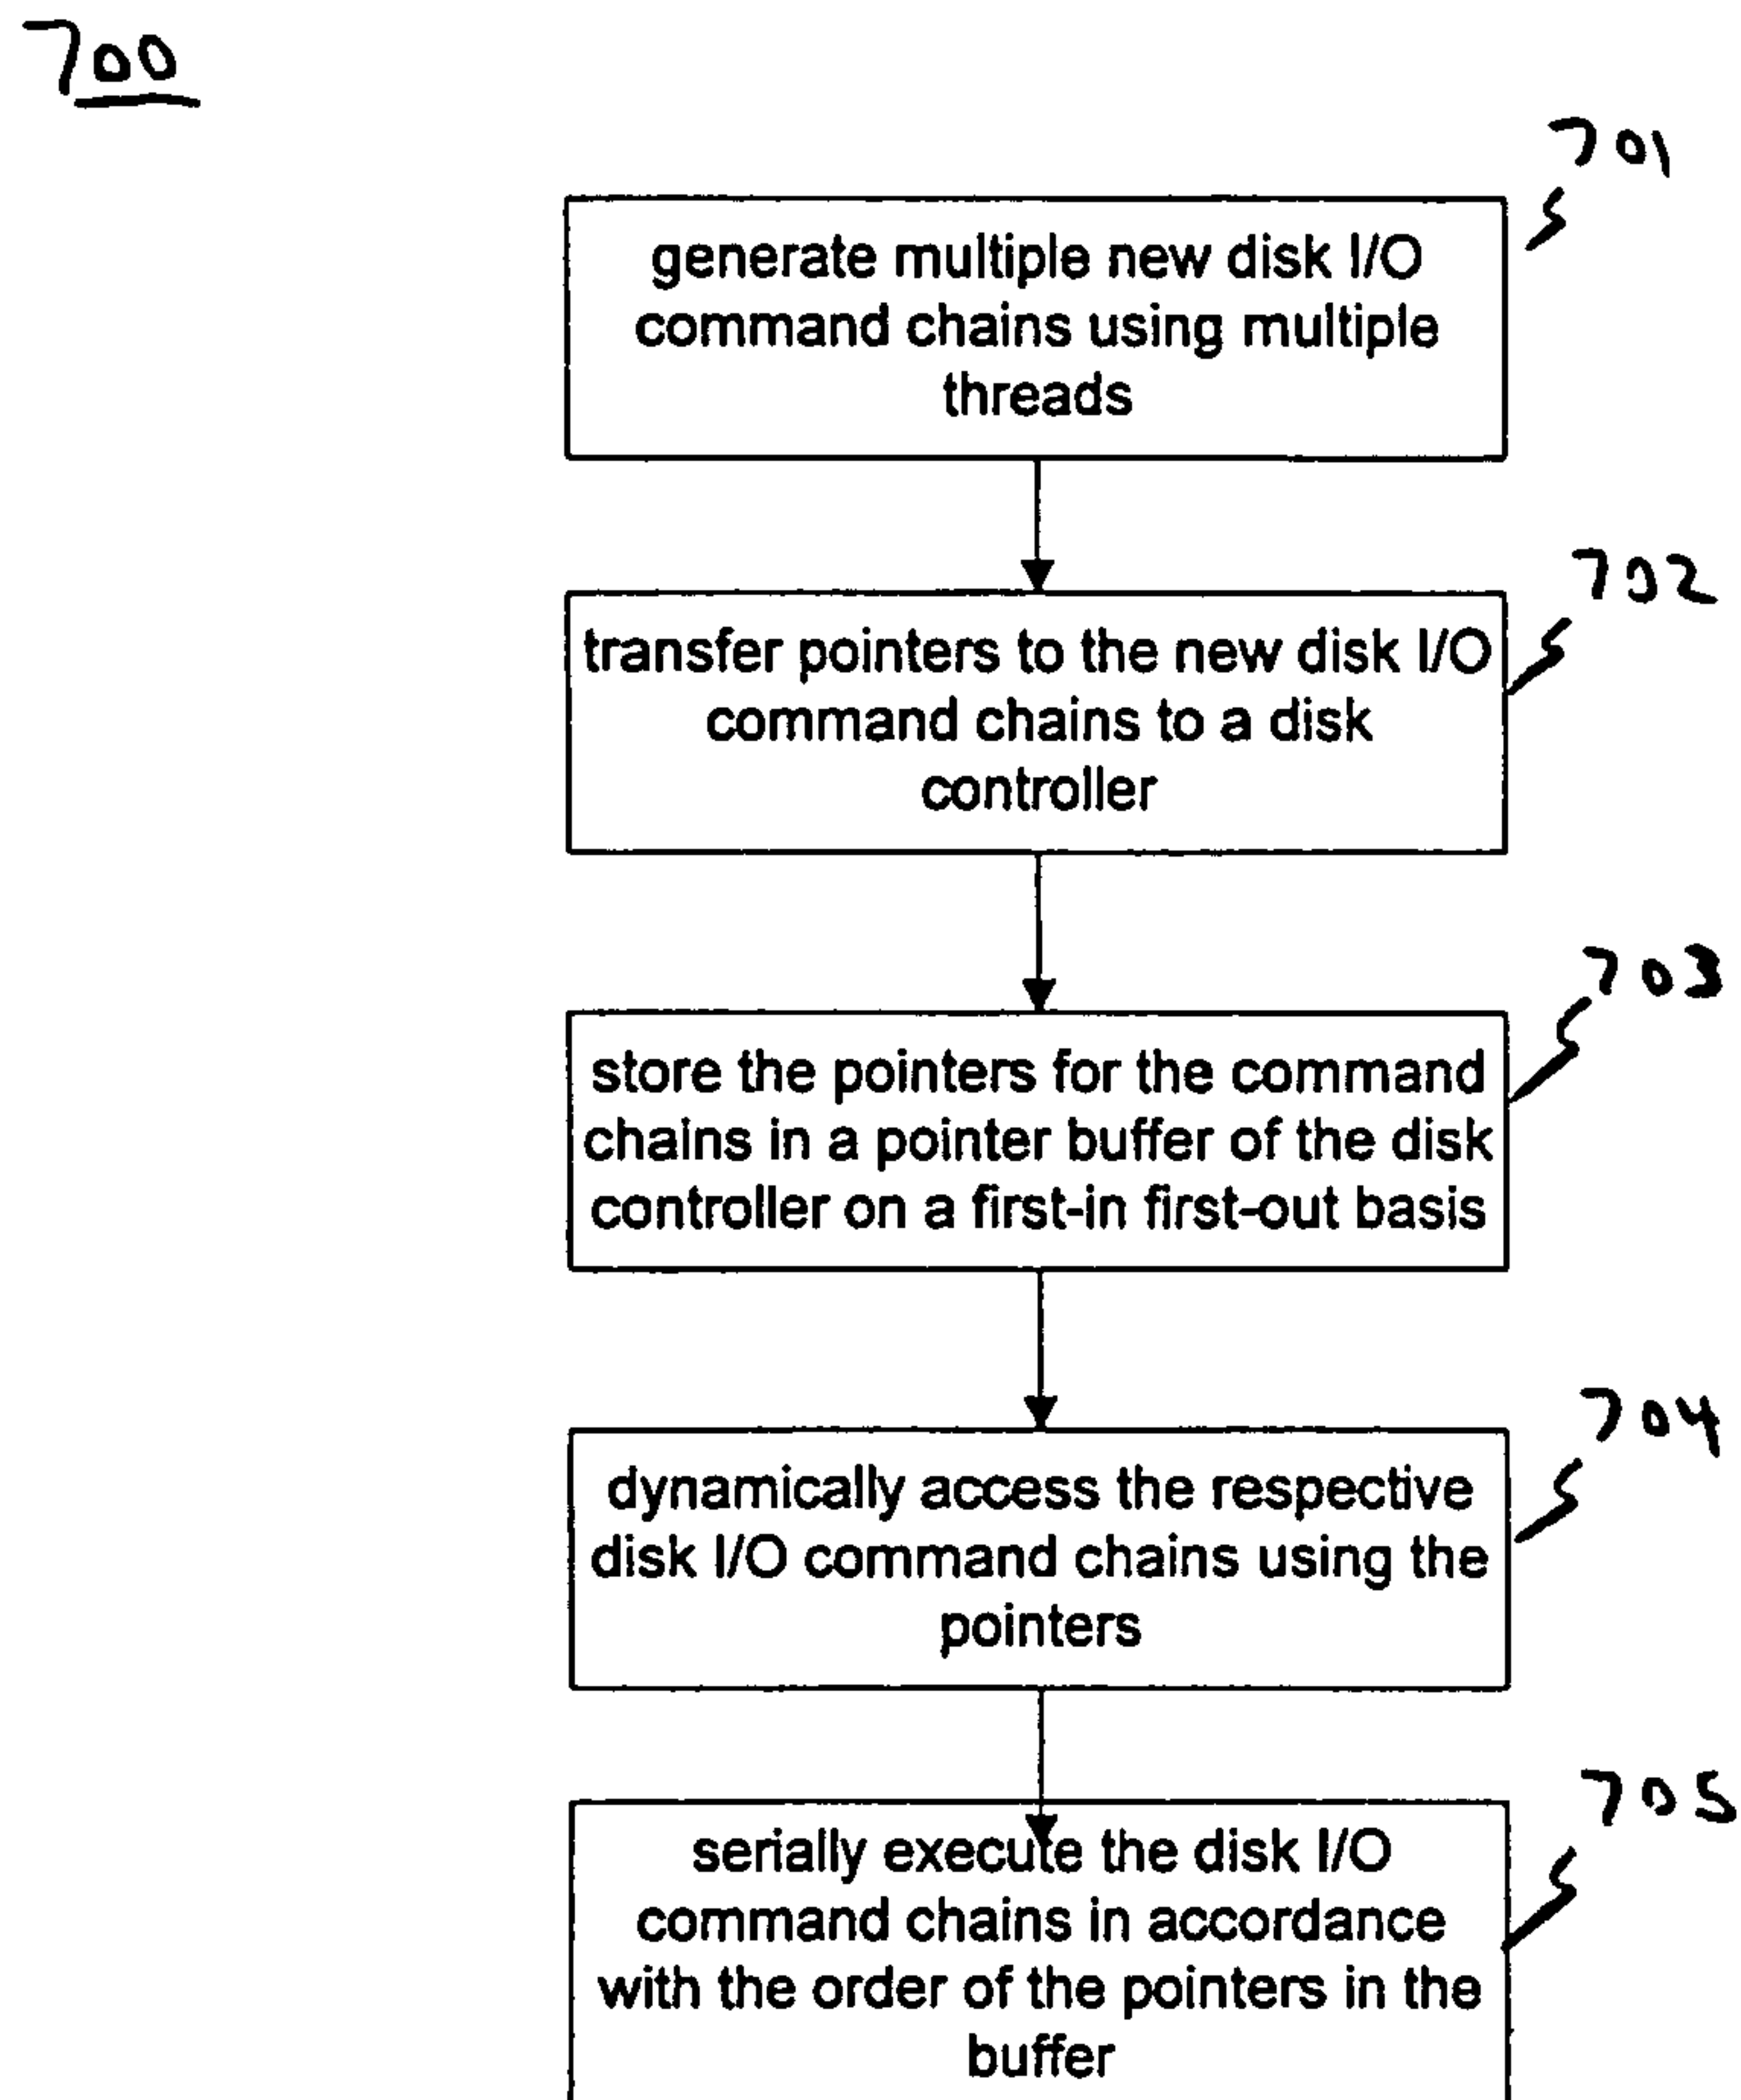 700
701
generate multiple new disk I/O
command chains using multiple
threads
702
transfer pointers to the new disk I/O
command chains to a disk
controller
703
store the pointers for the command
chains in a pointer buffer of the disk
controller on a first-in first-out basis
704
dynamically access the respective
disk I/O command chains using the
pointers
705
serially execute the disk I/O
command chains in accordance
with the order of the pointers in the
buffer